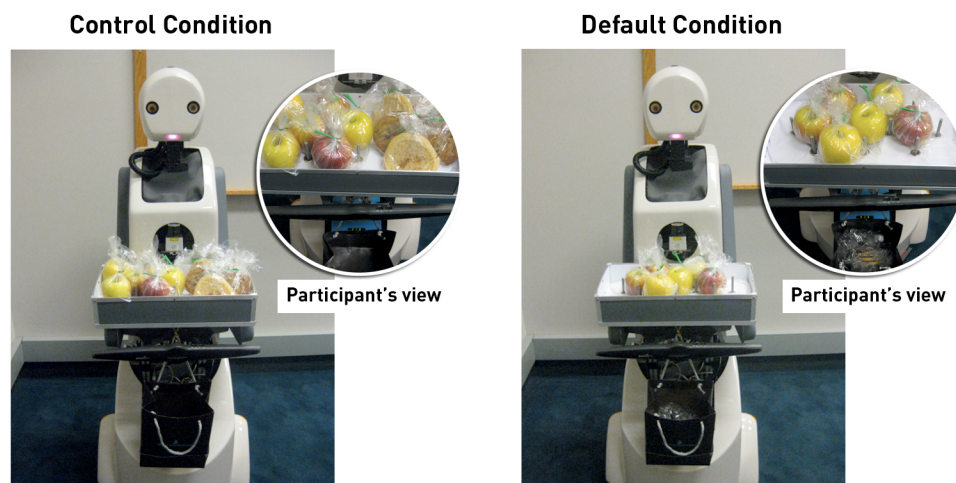 Control Condition
Default Condition
Participant's view
Participant's view